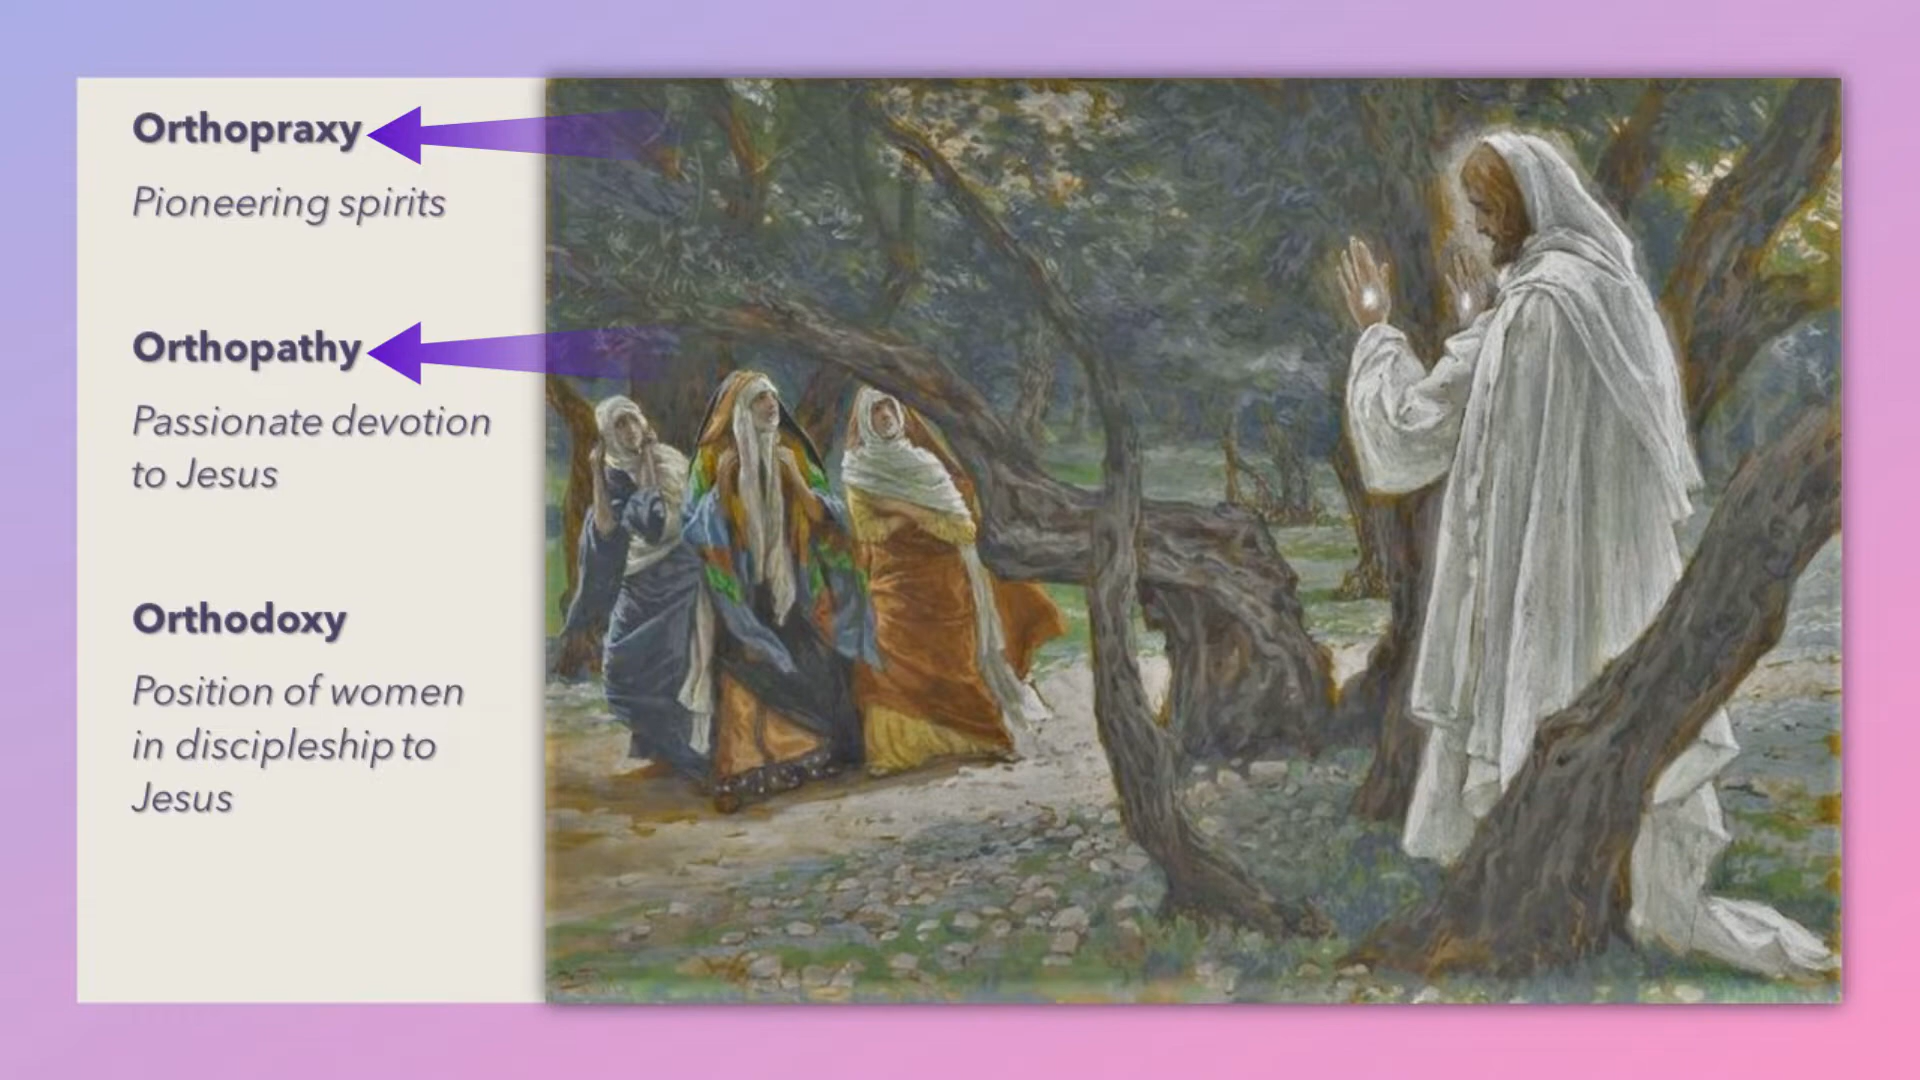 Orthopraxy
Pioneering spirits
Orthopathy
Passionate devotion
to Jesus
Orthodoxy
Position of women
in discipleship to
Jesus